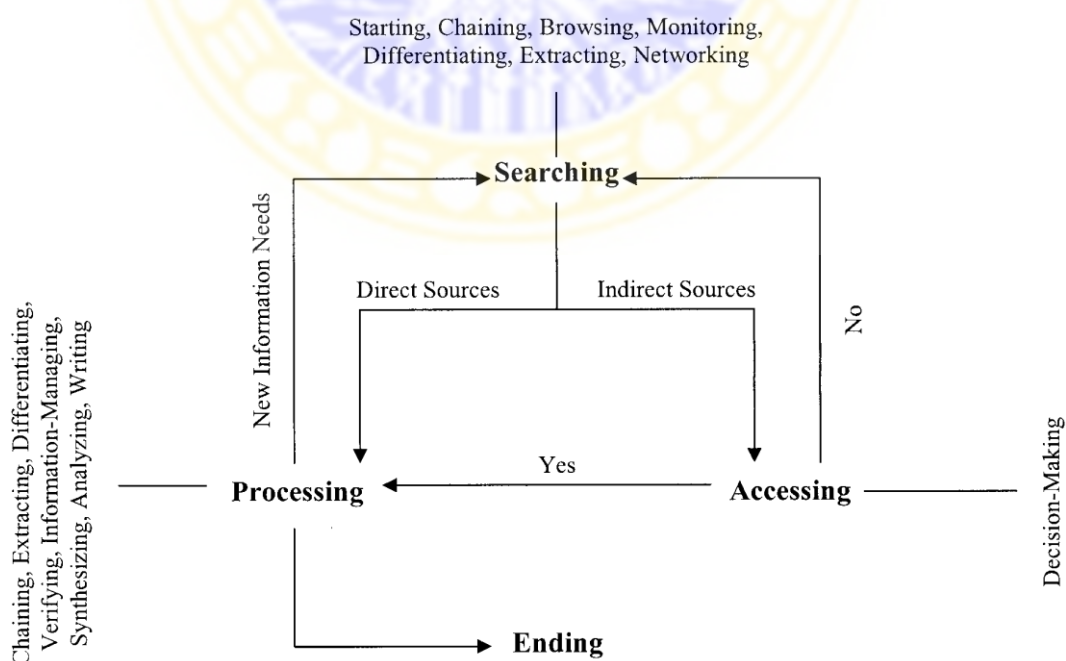 Starting, Chaining, Browsing, Monitoring,
Differentiating, Extracting, Networking
Searching
New Information Needs
Direct Sources
Indirect Sources
No
Chaining, Extracting, Differentiating,
Verifying, Information-Managing,
Synthesizing, Analyzing, Writing
Yes
Processing
Accessing
Decision-Making
Ending